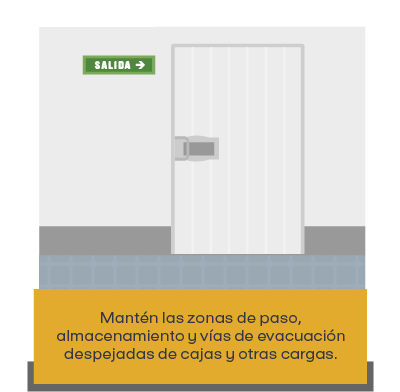 SALIDA →
Mantén las zonas de paso,
almacenamiento y vías de evacuación
despejadas de cajas y otras cargas.